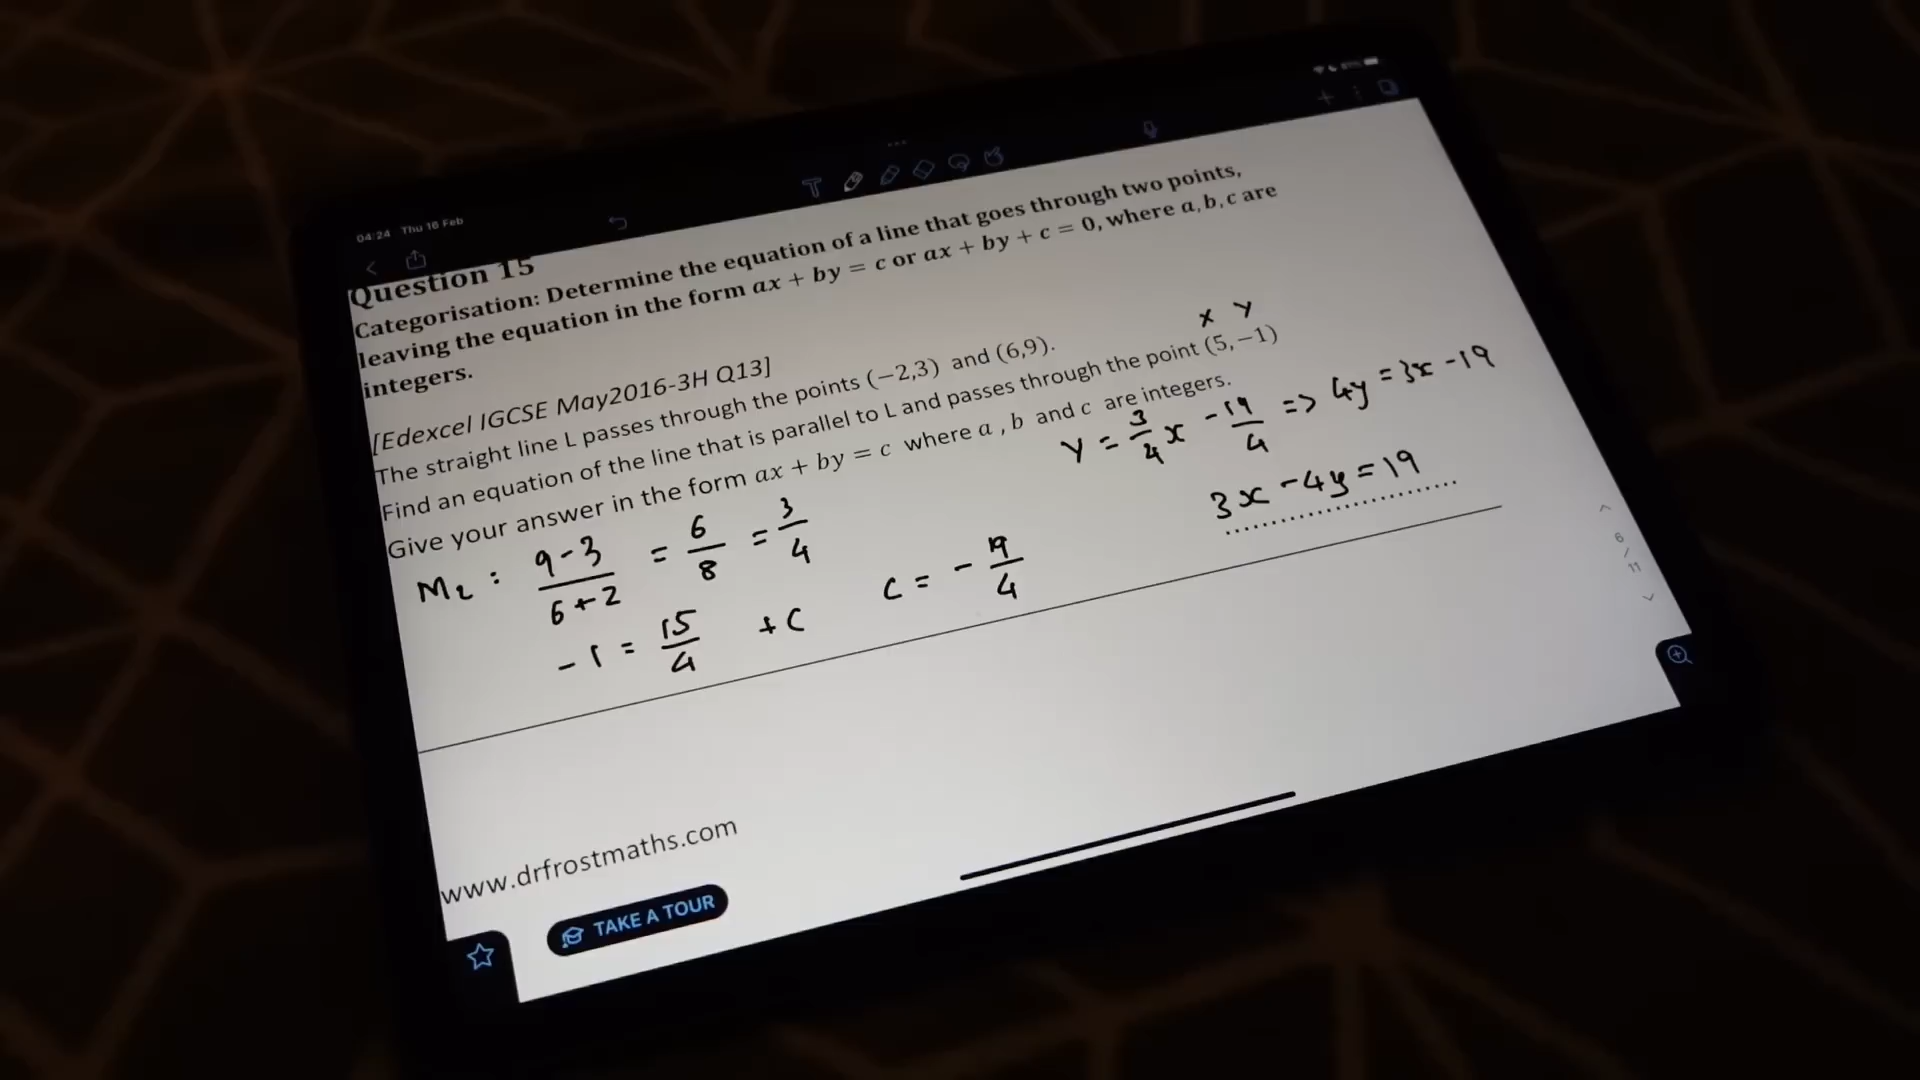 04:24 Thu 16 Feb
Question 15
Categorisation: Determine the equation of a line that goes through two points,
leaving the equation in the form ax + by = c or ax + by + c = 0, where a, b, c are
integers.
[Edexcel IGCSE May2016-3H Q13]
x y
The straight line L passes through the points (−2,3) and (6,9).
Find an equation of the line that is parallel to L and passes through the point (5,−1)
Give your answer in the form ax + by = c where a , b and c are integers.
y = 3/4 x - 19/4 => 4y = 3x - 19
3x - 4y = 19
M₂ : 9-3/6+2 = 6/8 = 3/4
-1 = 15/4 + C
C = - 19/4
6
/
11
www.drfrostmaths.com
TAKE A TOUR